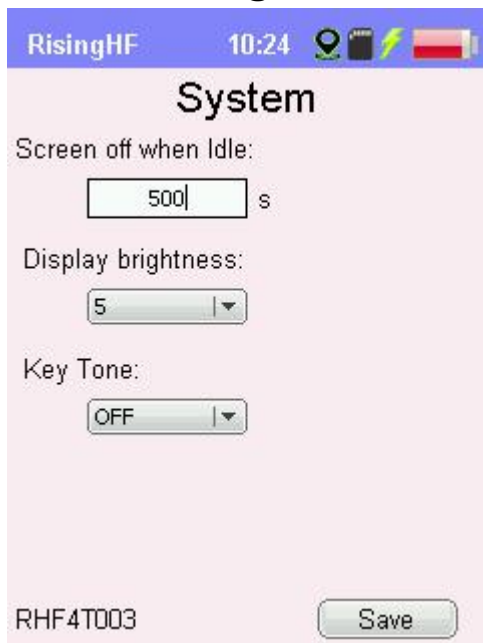 RisingHF 10:24
System
Screen off when Idle:
500 s
Display brightness:
5
Key Tone:
OFF
RHF4T003 Save